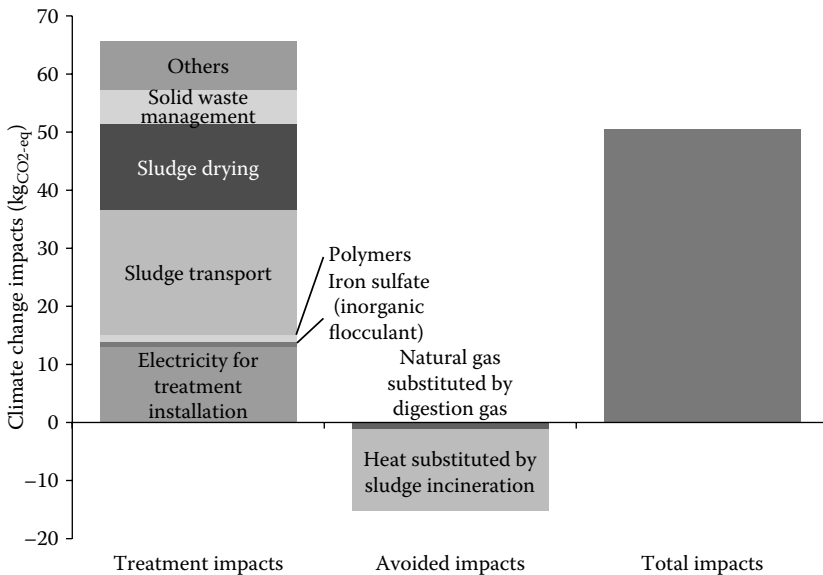 Climate change impacts (kgCO2-eq)
70
60
50
40
30
20
10
0
−10
−20
Others
Solid waste
management
Sludge drying
Sludge transport
Electricity for
treatment
installation
Polymers
Iron sulfate
(inorganic
flocculant)
Natural gas
substituted by
digestion gas
Heat substituted by
sludge incineration
Treatment impacts
Avoided impacts
Total impacts